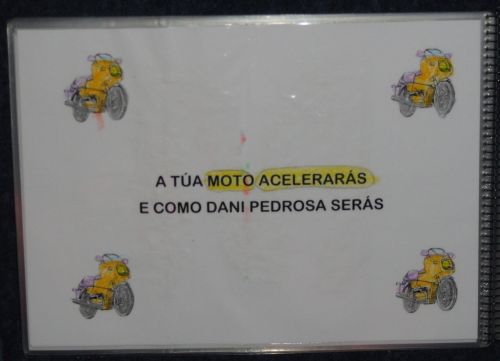 A TÚA MOTO ACELERARÁS
E COMO DANI PEDROSA SERÁS